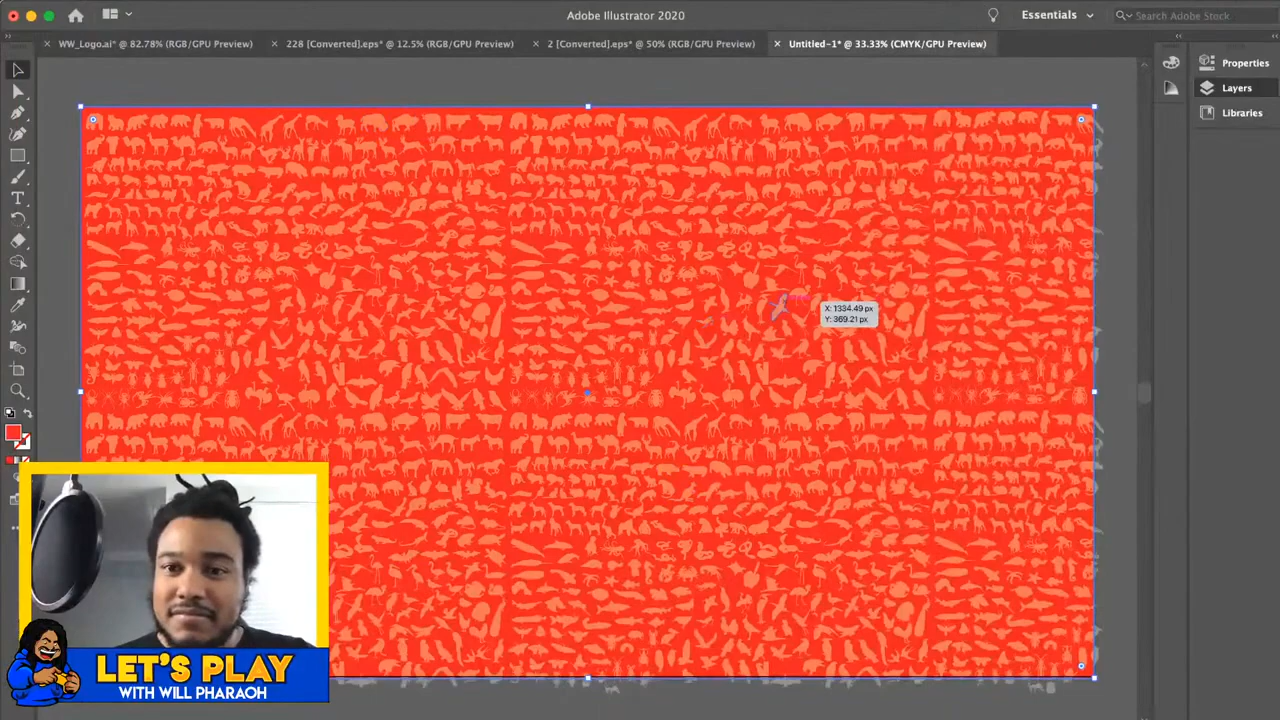 Adobe Illustrator 2020
Essentials
Search Adobe Stock
WW_Logo.ai* @ 82.78% (RGB/GPU Preview)
228 [Converted].eps* @ 12.5% (RGB/GPU Preview)
2 [Converted].eps* @ 50% (RGB/GPU Preview)
Untitled-1* @ 33.33% (CMYK/GPU Preview)
Properties
Layers
Libraries
X: 1334.49 px
Y: 369.21 px
LET'S PLAY
WITH WILL PHARAOH